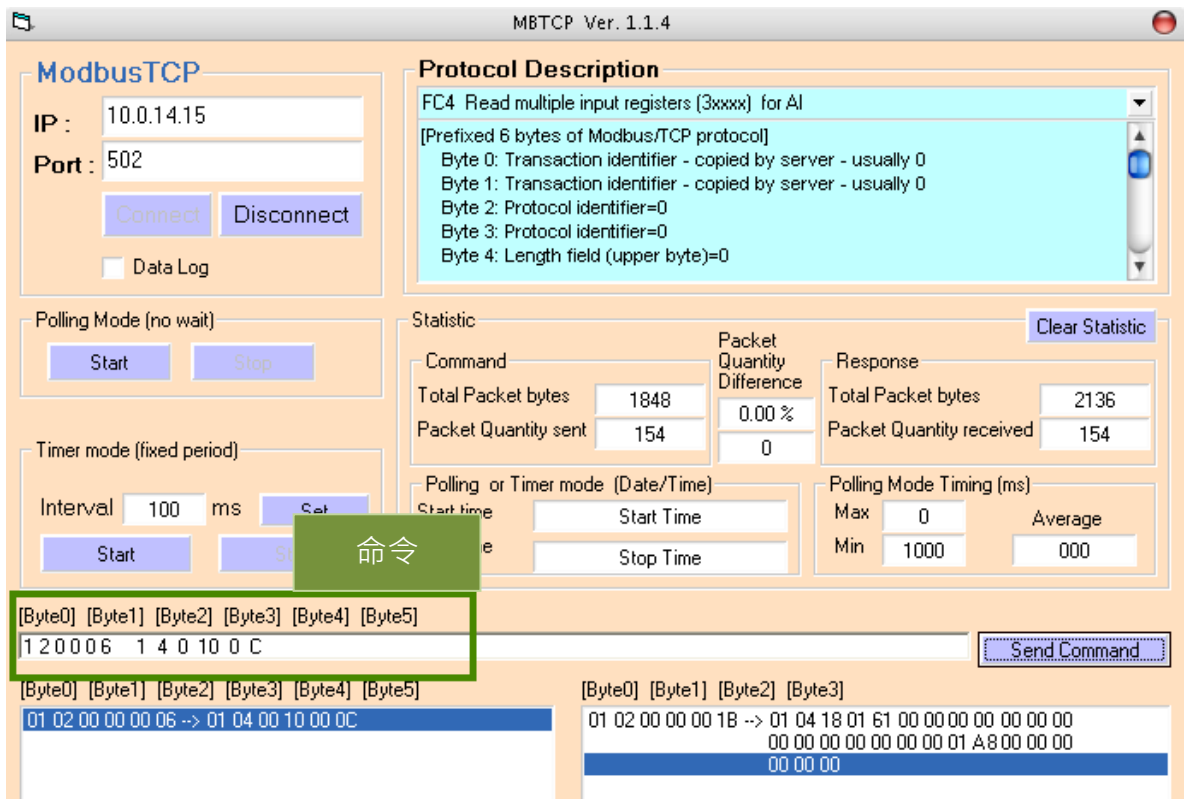 MBTCP Ver. 1.1.4
ModbusTCP
IP :
10.0.14.15
Port :
502
Connect
Disconnect
Data Log
Protocol Description
FC4 Read multiple input registers (3xxxx) for AI
[Prefixed 6 bytes of Modbus/TCP protocol]
Byte 0: Transaction identifier - copied by server - usually 0
Byte 1: Transaction identifier - copied by server - usually 0
Byte 2: Protocol identifier=0
Byte 3: Protocol identifier=0
Byte 4: Length field (upper byte)=0
Polling Mode (no wait)
Start
Stop
Timer mode (fixed period)
Interval
100
ms
Set
Start
Statistic
Clear Statistic
Command
Total Packet bytes
1848
Packet Quantity sent
154
Packet
Quantity
Difference
0.00 %
0
Response
Total Packet bytes
2136
Packet Quantity received
154
Polling or Timer mode (Date/Time)
Start time
Start Time
Stop Time
Polling Mode Timing (ms)
Max
0
Min
1000
Average
000
命令
[Byte0] [Byte1] [Byte2] [Byte3] [Byte4] [Byte5]
1 2 0 0 0 6 1 4 0 10 0 C
Send Command
[Byte0] [Byte1] [Byte2] [Byte3] [Byte4] [Byte5]
01 02 00 00 00 06 --> 01 04 00 10 00 0C
[Byte0] [Byte1] [Byte2] [Byte3]
01 02 00 00 00 1B --> 01 04 18 01 61 00 00 00 00 00 00 00 00
00 00 00 00 00 00 00 00 01 A8 00 00 00
00 00 00